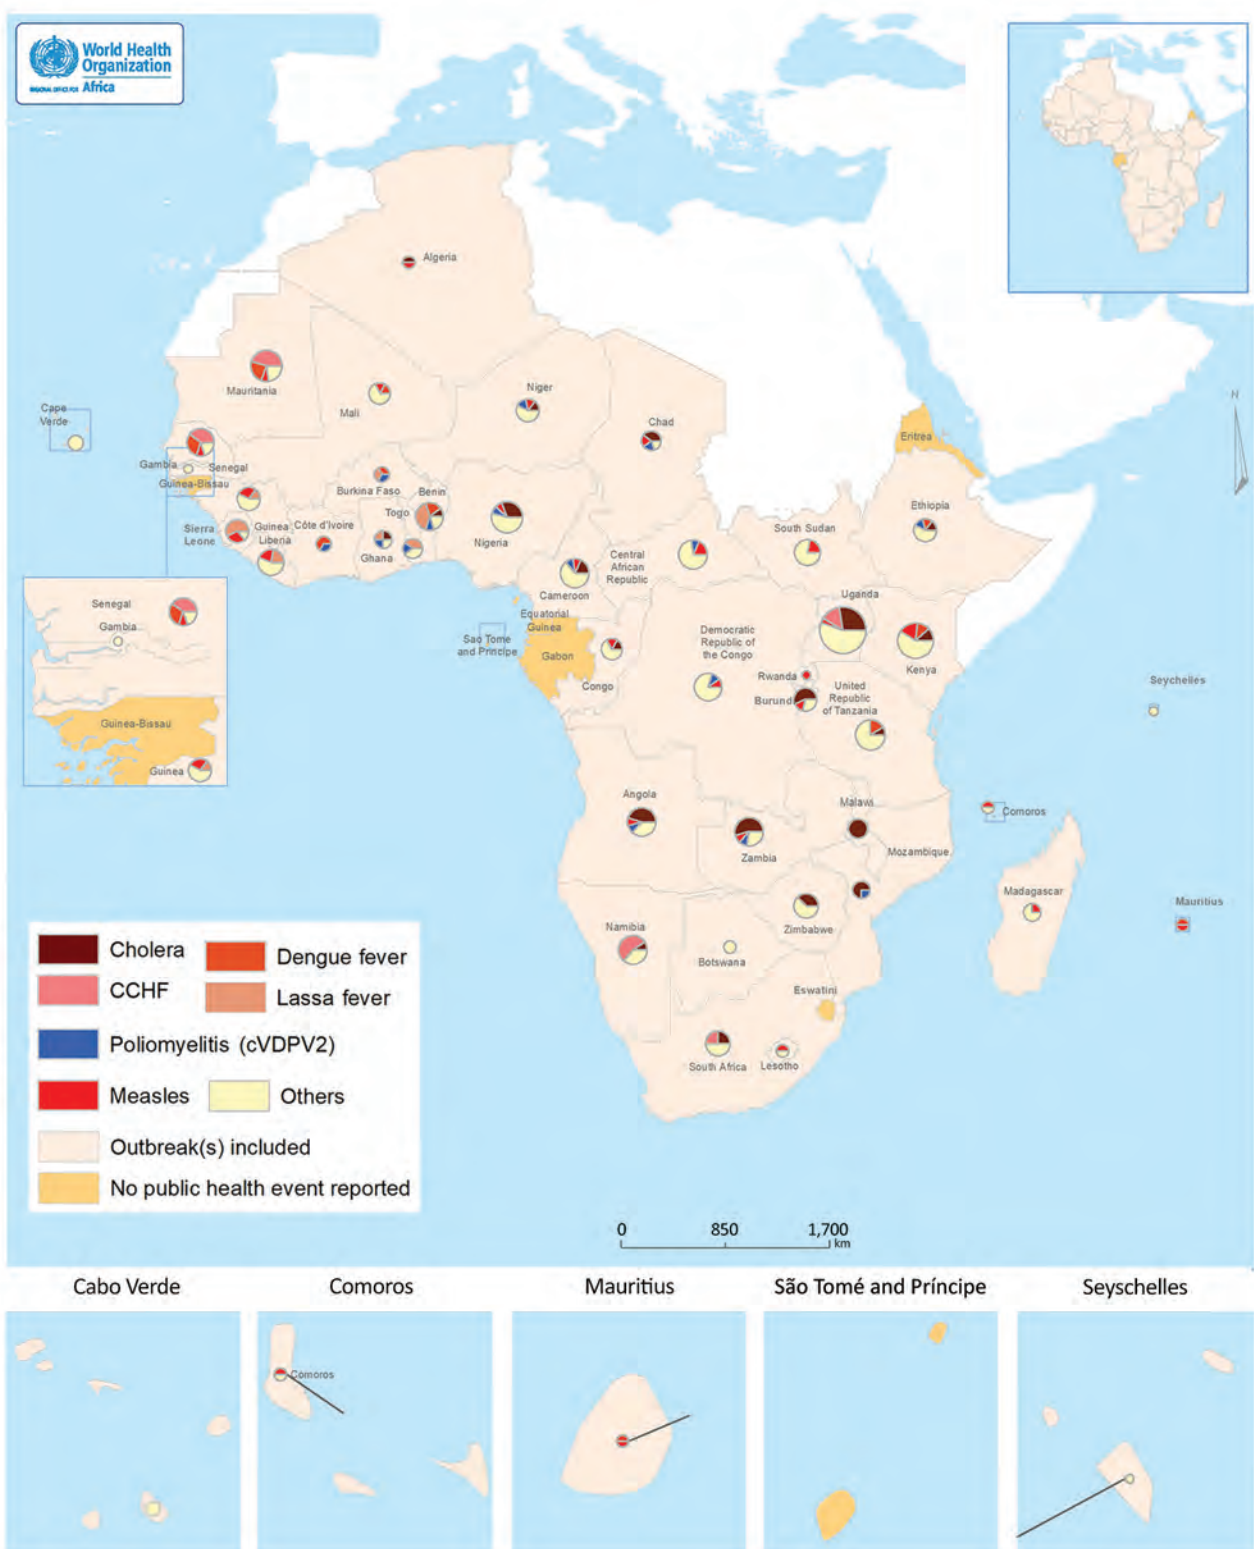 World Health
Organization
REGIONAL OFFICE FOR Africa
N
Algeria
Mauritania
Mali
Niger
Chad
Cape
Verde
Eritrea
Gambia
Senegal
Guinea-Bissau
Burkina Faso
Benin
Togo
Ethiopia
Sierra
Leone
Guinea
Liberia
Côte d'Ivoire
Ghana
Nigeria
South Sudan
Central
African
Republic
Cameroon
Uganda
Equatorial
Guinea
Sao Tome
and Principe
Gabon
Congo
Democratic
Republic of
the Congo
Kenya
Rwanda
Burundi
United
Republic
of Tanzania
Seychelles
Senegal
Gambia
Guinea-Bissau
Guinea
Angola
Malawi
Zambia
Mozambique
Comoros
Madagascar
Mauritius
Zimbabwe
Namibia
Botswana
Eswatini
South Africa
Lesotho
Cholera
Dengue fever
CCHF
Lassa fever
Poliomyelitis (cVDPV2)
Measles
Others
Outbreak(s) included
No public health event reported
0 850 1,700
km
Cabo Verde
Comoros
Mauritius
São Tomé and Príncipe
Seyschelles
Comoros